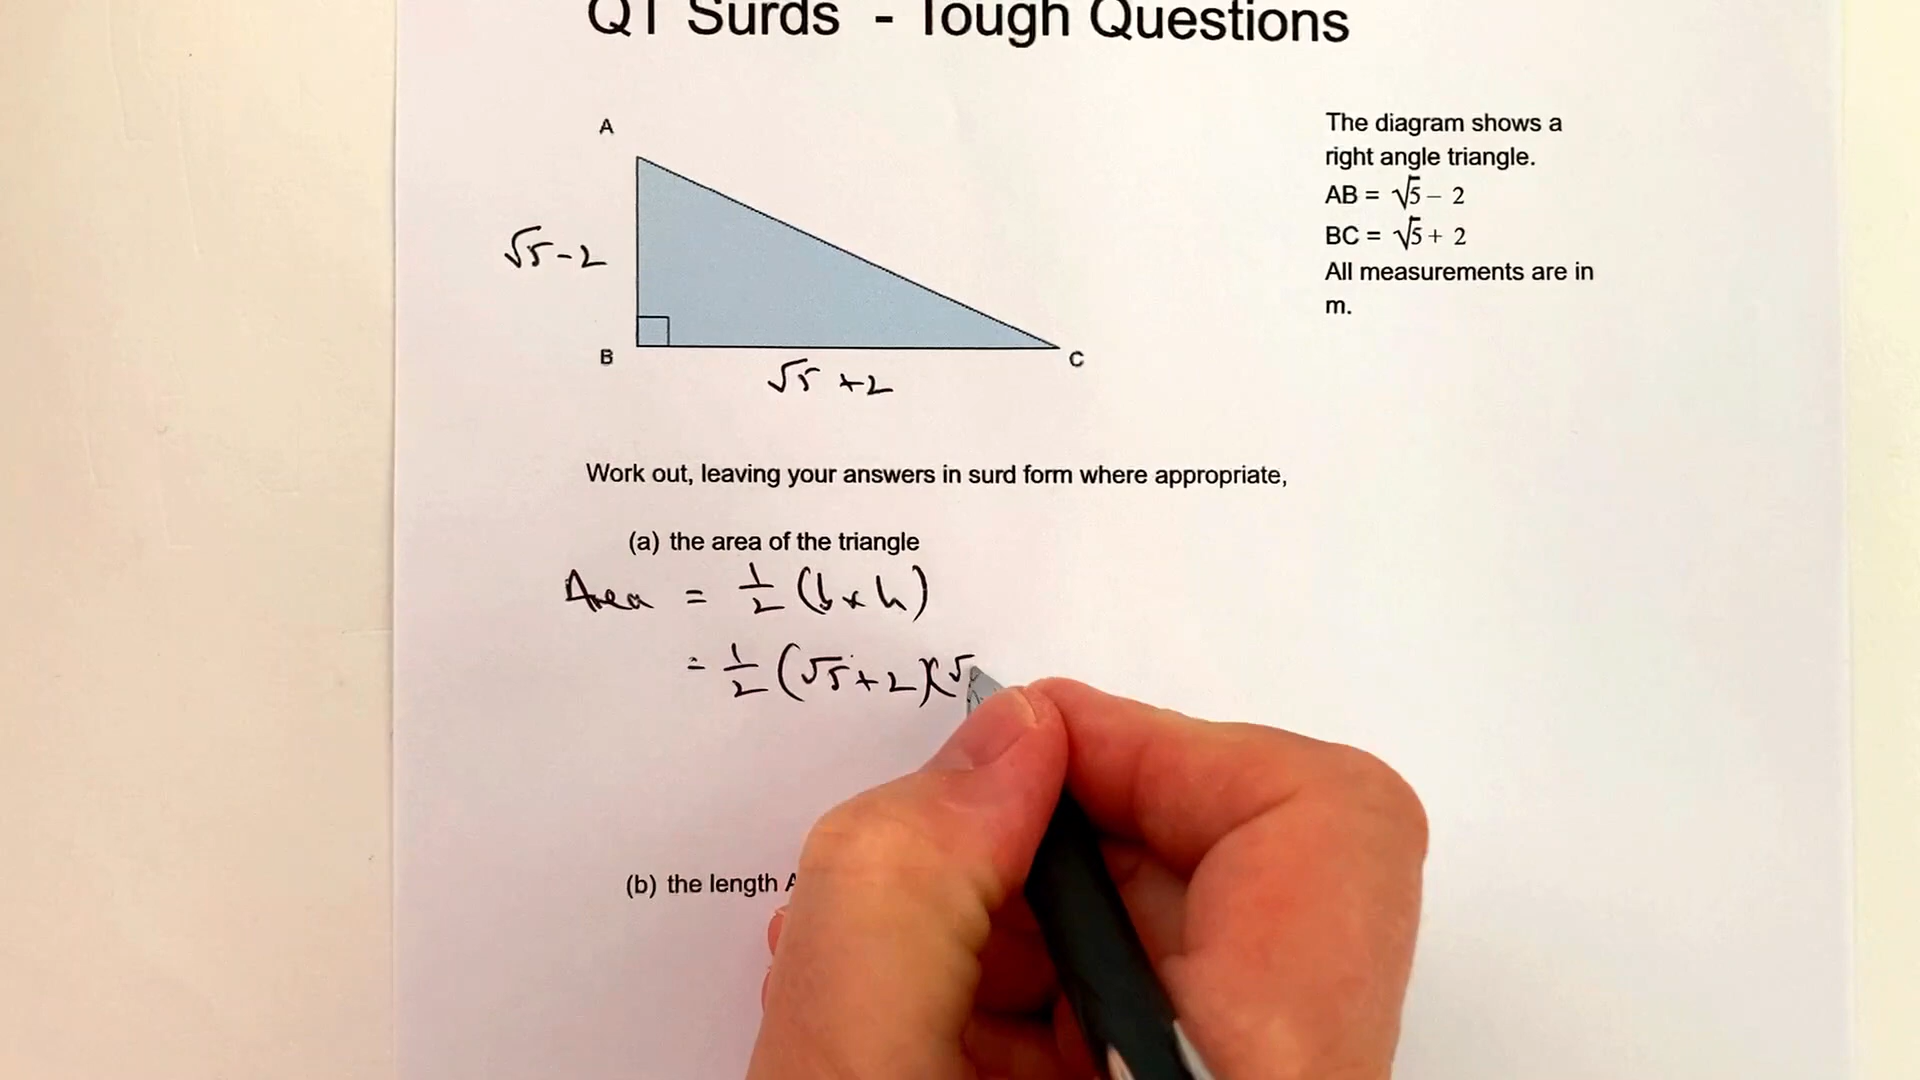 Q1 Surds - Tough Questions
A
The diagram shows a
right angle triangle.
AB = √5 – 2
BC = √5 + 2
All measurements are in
m.
√5 - 2
B
C
√5 + 2
Work out, leaving your answers in surd form where appropriate,
(a) the area of the triangle
Area = 1/2 (b × h)
= 1/2 (√5 + 2)(√
(b) the length